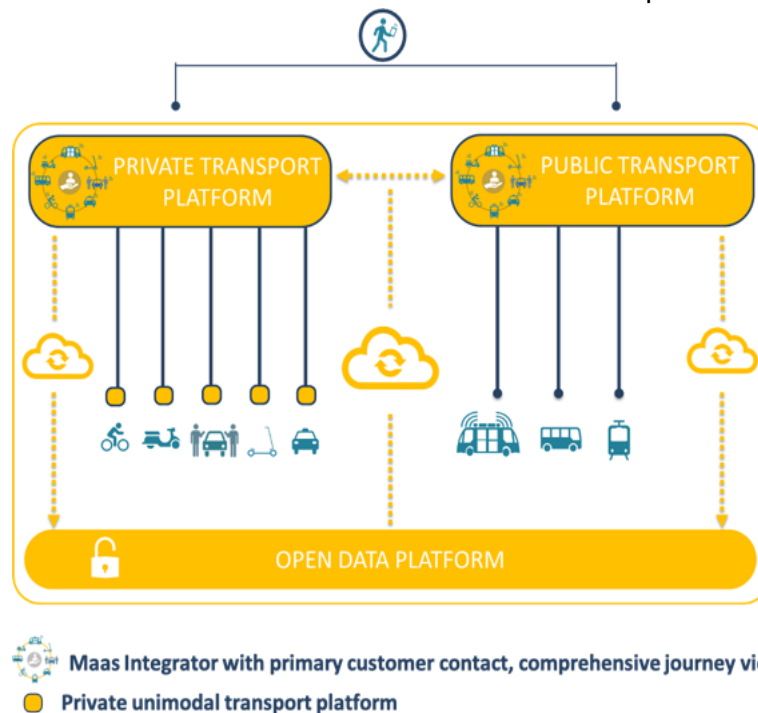 PRIVATE TRANSPORT
PLATFORM
PUBLIC TRANSPORT
PLATFORM
OPEN DATA PLATFORM
Maas Integrator with primary customer contact, comprehensive journey
Private unimodal transport platform